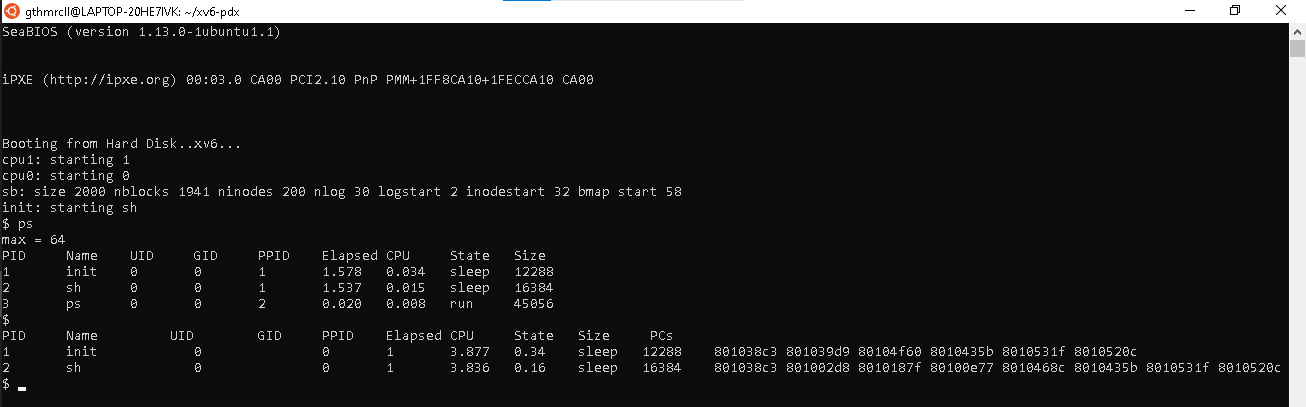 gthmrcll@LAPTOP-20HE7IVK: ~/xv6-pdx
SeaBIOS (version 1.13.0-1ubuntu1.1)
iPXE (http://ipxe.org) 00:03.0 CA00 PCI2.10 PnP PMM+1FF8CA10+1FECCA10 CA00
Booting from Hard Disk..xv6...
cpu1: starting 1
cpu0: starting 0
sb: size 2000 nblocks 1941 ninodes 200 nlog 30 logstart 2 inodestart 32 bmap start 58
init: starting sh
$ ps
max = 64
PID     Name    UID     GID     PPID    Elapsed CPU     State   Size
1       init    0       0       1       1.578   0.034   sleep   12288
2       sh      0       0       1       1.537   0.015   sleep   16384
3       ps      0       0       2       0.020   0.008   run     45056
$
PID     Name         UID        GID     PPID    Elapsed CPU     State   Size     PCs
1       init            0               0       1       3.877   0.34    sleep   12288    801038c3 801039d9 80104f60 8010435b 8010531f 8010520c
2       sh              0               0       1       3.836   0.16    sleep   16384    801038c3 801002d8 8010187f 80100e77 8010468c 8010435b 8010531f 8010520c
$